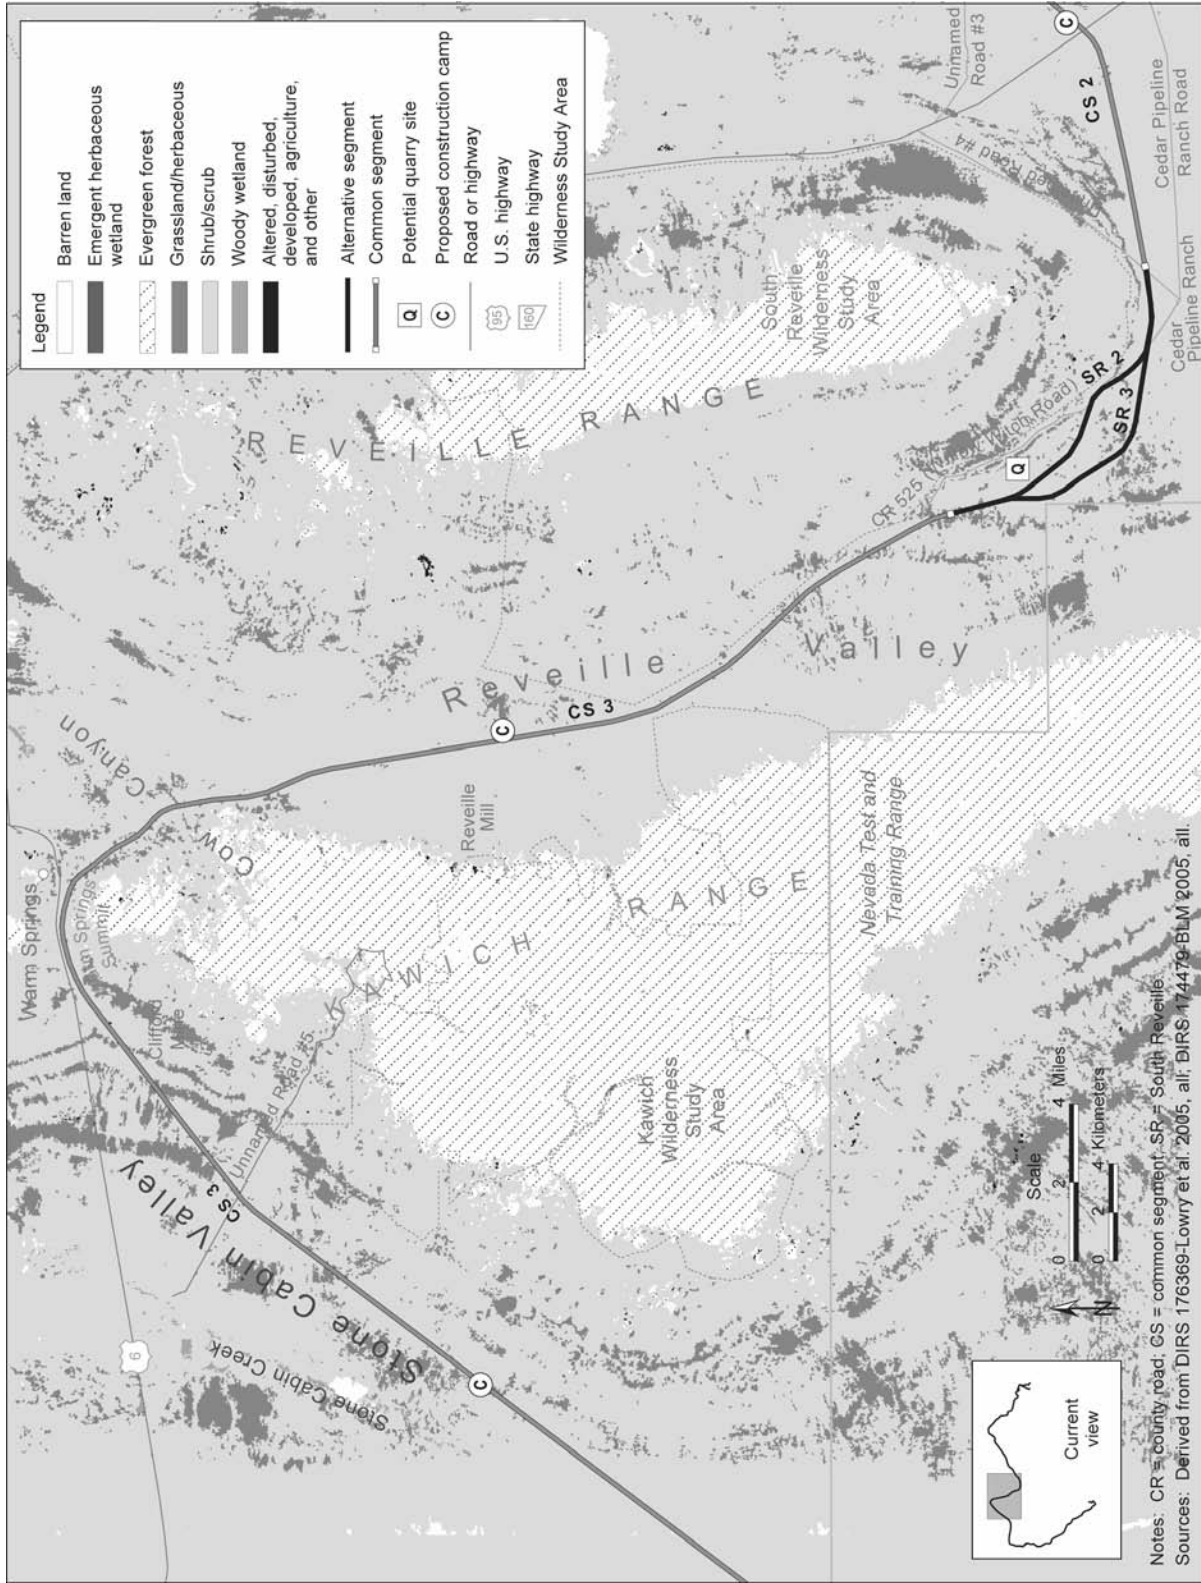 Legend
Barren land
Emergent herbaceous
wetland
Evergreen forest
Grassland/herbaceous
Shrub/scrub
Woody wetland
Altered, disturbed,
developed, agriculture,
and other
Alternative segment
Common segment
Q Potential quarry site
C Proposed construction camp
Road or highway
95 U.S. highway
160 State highway
Wilderness Study Area
6
Warm Springs
Summit
Cow Canyon
Clifford
Mine
Unnamed Road #5
Stone Cabin Valley
Stone Cabin Creek
CS 3
C
KAWICH RANGE
Kawich
Wilderness
Study
Area
Reveille
Mill
C
CS 3
Reveille Valley
REVEILLE RANGE
South
Reveille
Wilderness
Study
Area
Nevada Test and
Training Range
CR 525
Road)
Q
SR 2
SR 3
Unnamed
Road #3
Road #4
C
CS 2
Cedar Pipeline
Ranch Road
Cedar
Pipeline Ranch
Scale
0 2 4 Miles
0 2 4 Kilometers
N
Current
view
Notes: CR = county road, CS = common segment, SR = South Reveille.
Sources: Derived from DIRS 176369-Lowry et al. 2005, all; DIRS 174479-BLM 2005, all.